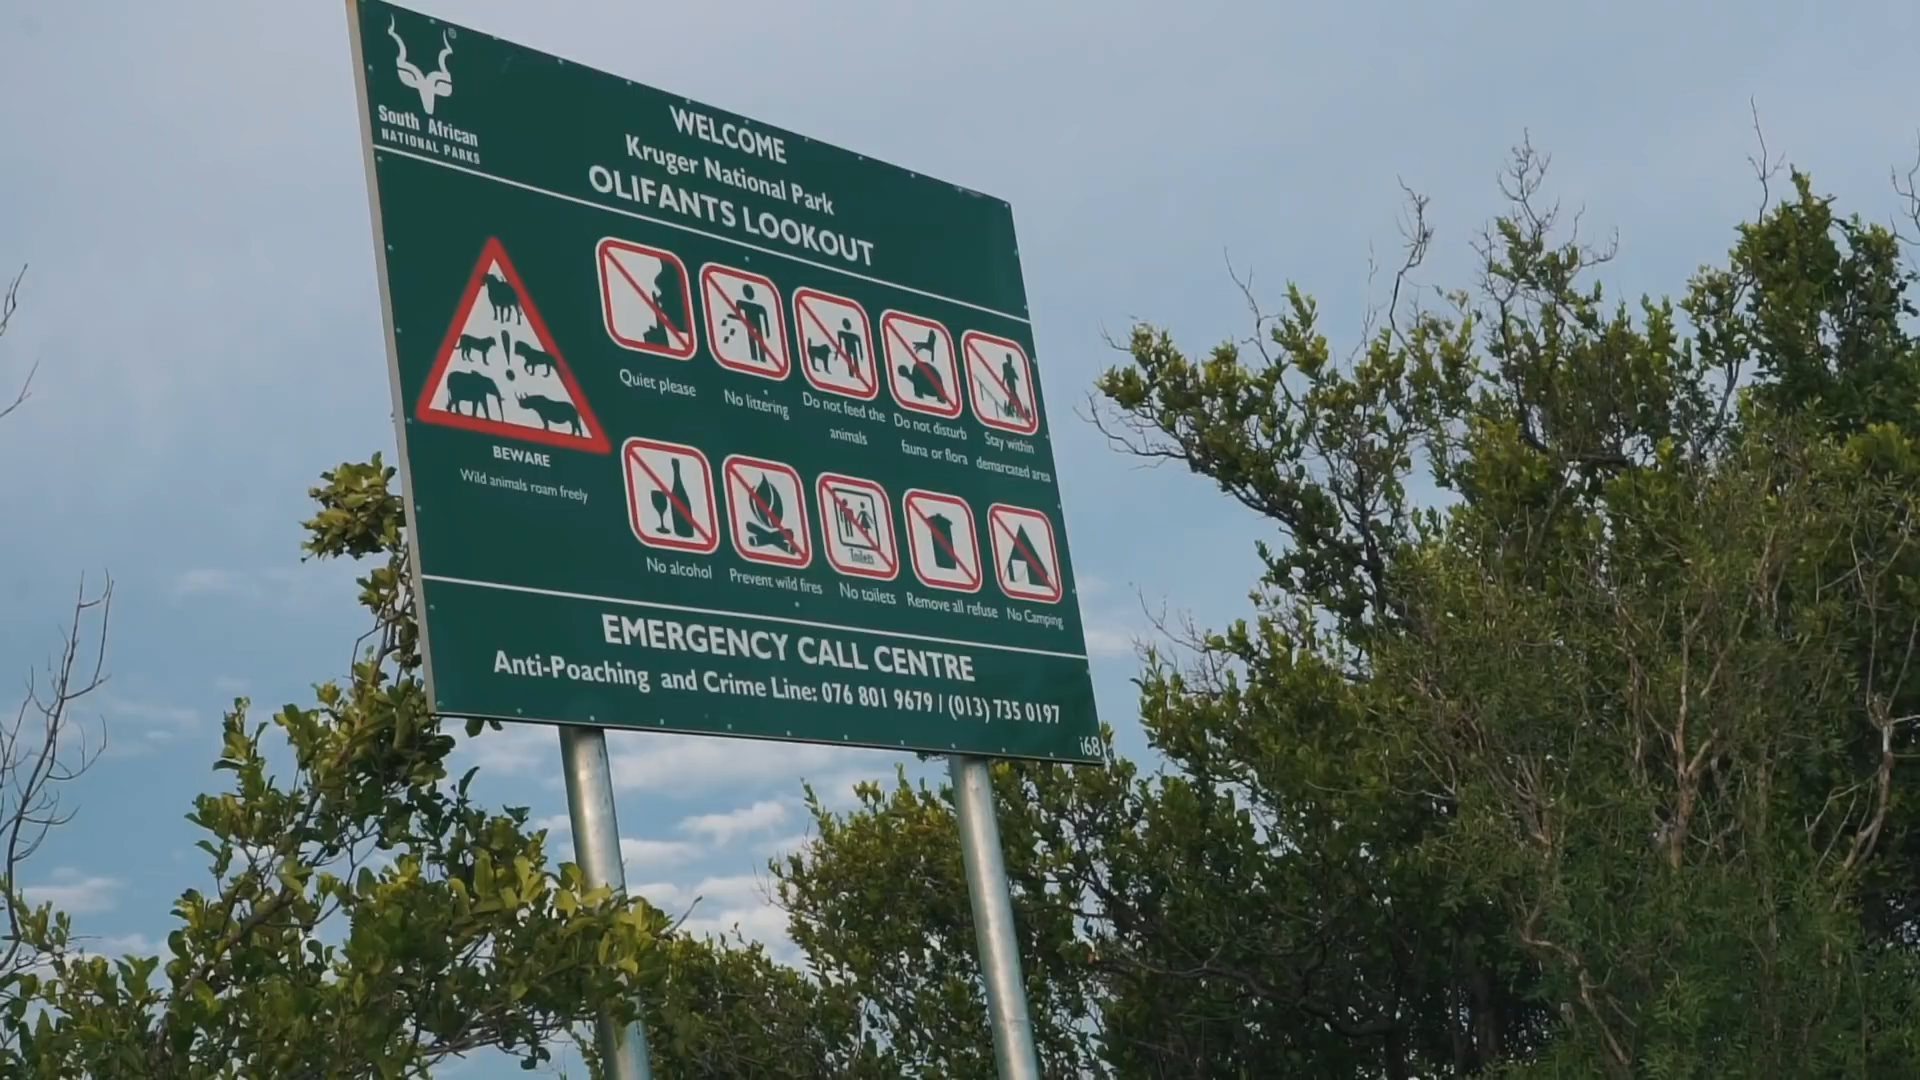 South African
NATIONAL PARKS
WELCOME
Kruger National Park
OLIFANTS LOOKOUT
Quiet please
No littering
Do not feed the
animals
Do not disturb
fauna or flora
Stay within
demarcated area
BEWARE
Wild animals roam freely
Toilets
No alcohol
Prevent wild fires
No toilets
Remove all refuse
No Camping
EMERGENCY CALL CENTRE
Anti-Poaching and Crime Line: 076 801 9679 | (013) 735 0197
i68